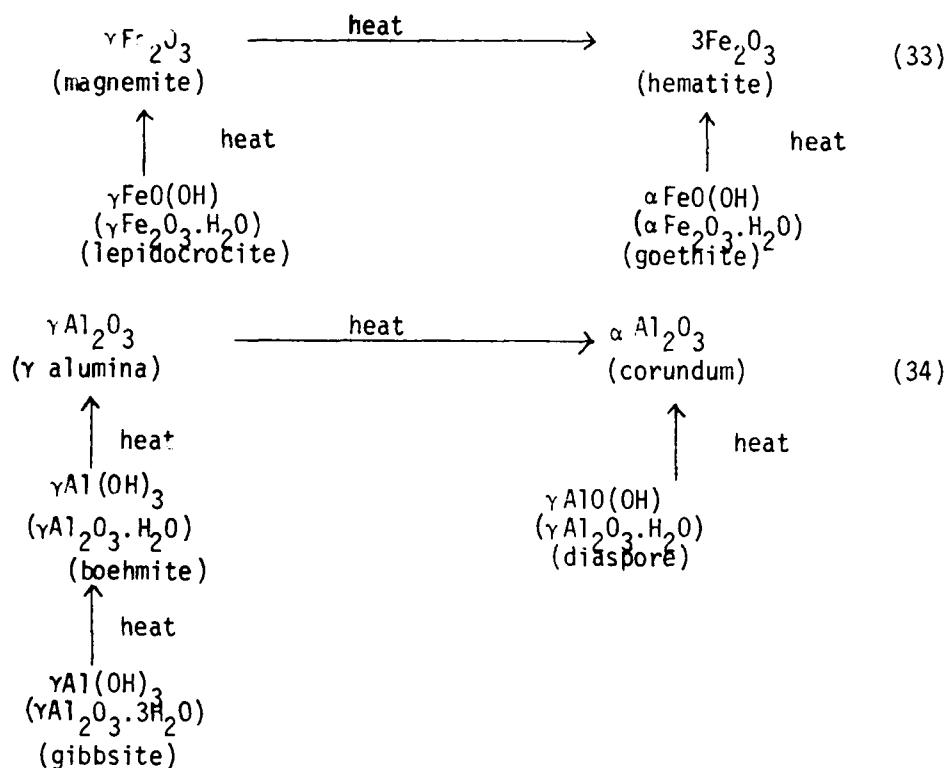 heat
γFe₂O₃ 3Fe₂O₃ (33)
(magnemite) (hematite)
heat heat
γFeO(OH) αFeO(OH)
(γFe₂O₃.H₂O) (αFe₂O₃.H₂O)
(lepidocrocite) (goethite)
γAl₂O₃ heat α Al₂O₃
(γ alumina) (corundum) (34)
heat heat
γAl(OH)₃ γAlO(OH)
(γAl₂O₃.H₂O) (γAl₂O₃.H₂O)
(boehmite) (diaspore)
heat
γAl(OH)₃
(γAl₂O₃.3H₂O)
(gibbsite)